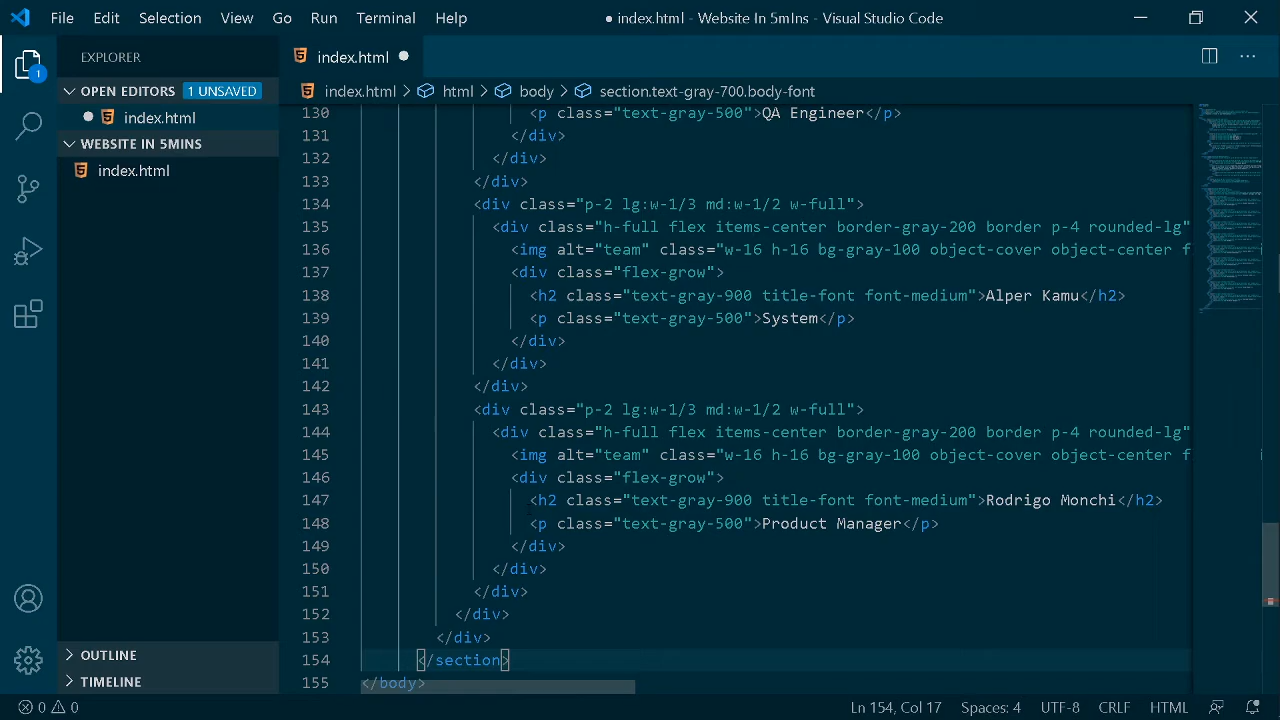 File Edit Selection View Go Run Terminal Help ● index.html - Website In 5mIns - Visual Studio Code
EXPLORER
index.html
OPEN EDITORS 1 UNSAVED
index.html > html > body > section.text-gray-700.body-font
index.html
WEBSITE IN 5MINS
index.html
1
130 <p class="text-gray-500">QA Engineer</p>
131 <div>
132 </div>
133 </div>
134 <div class="p-2 lg:w-1/3 md:w-1/2 w-full">
135 <div class="h-full flex items-center border-gray-200 border p-4 rounded-lg"
136 <img alt="team" class="w-16 h-16 bg-gray-100 object-cover object-center f
137 <div class="flex-grow">
138 <h2 class="text-900 title-font font-medium">Alper Kamu</h2>
139 <p class="text-gray-500">System</p>
140 </div>
141 </div>
142 </div>
143 <div class="p-2 lg:w-1/3 md:w-1/2 w-full">
144 <div class="h-full flex items-center border-gray-200 border p-4 rounded-lg"
145 <img alt="team" class="w-16 h-16 bg-gray-100 object-cover object-center f
146 <div class="flex-grow">
147 <h2 class="text-gray-900 title-font font-medium">Rodrigo Monchi</h2>
148 <p class="text-gray-500">Product Manager</p>
149 </div>
150 </div>
151 </div>
152 </div>
153 </div>
154 </section>
155 </body>
OUTLINE
TIMELINE
0 0 Ln 154, Col 17 Spaces: 4 UTF-8 CRLF HTML